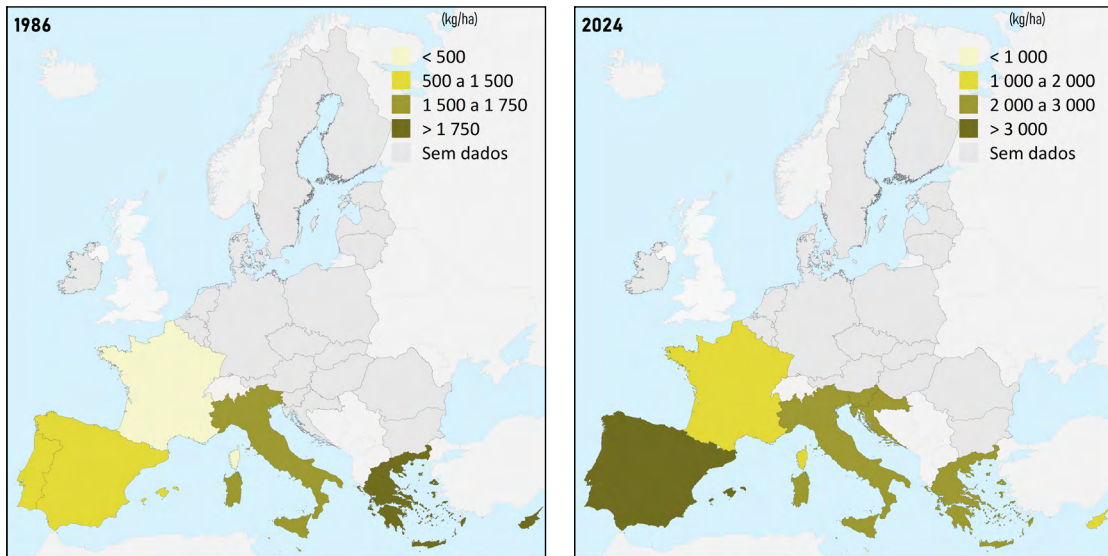 1986
(kg/ha)
< 500
500 a 1 500
1 500 a 1 750
> 1 750
Sem dados
2024
(kg/ha)
< 1 000
1 000 a 2 000
2 000 a 3 000
> 3 000
Sem dados